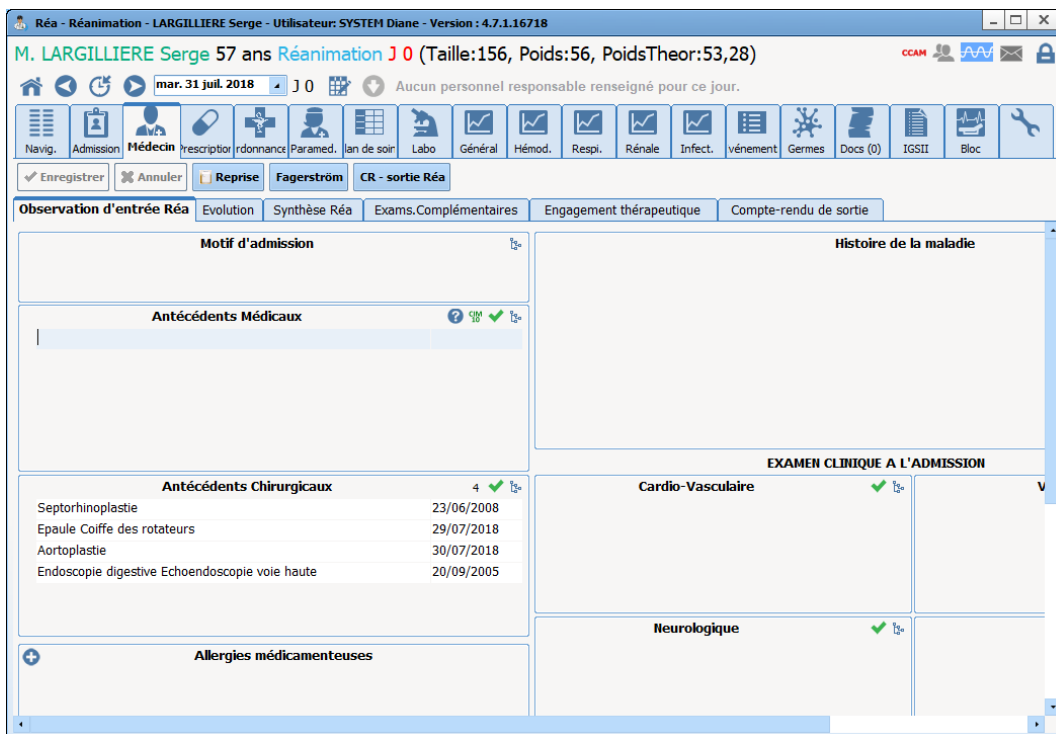 Réa - Réanimation - LARGILLIERE Serge - Utilisateur: SYSTEM Diane - Version : 4.7.1.16718
M. LARGILLIERE Serge 57 ans Réanimation J 0 (Taille:156, Poids:56, PoidsTheor:53,28)
CCAM
mar. 31 juil. 2018 J 0 Aucun personnel responsable renseigné pour ce jour.
Navig. Admission Médecin Prescription rdonnance Paramed. lan de soin Labo Général Hémod. Respi. Rénale Infect. vénement Germes Docs (0) IGSII Bloc
Enregistrer Annuler Reprise Fagerström CR - sortie Réa
Observation d'entrée Réa Evolution Synthèse Réa Exams.Complémentaires Engagement thérapeutique Compte-rendu de sortie
Motif d'admission
Histoire de la maladie
Antécédents Médicaux
CIM 10
EXAMEN CLINIQUE A L'ADMISSION
Antécédents Chirurgicaux 4
Cardio-Vasculaire
V
Septorhinoplastie 23/06/2008
Epaule Coiffe des rotateurs 29/07/2018
Aortoplastie 30/07/2018
Endoscopie digestive Echoendoscopie voie haute 20/09/2005
Neurologique
Allergies médicamenteuses